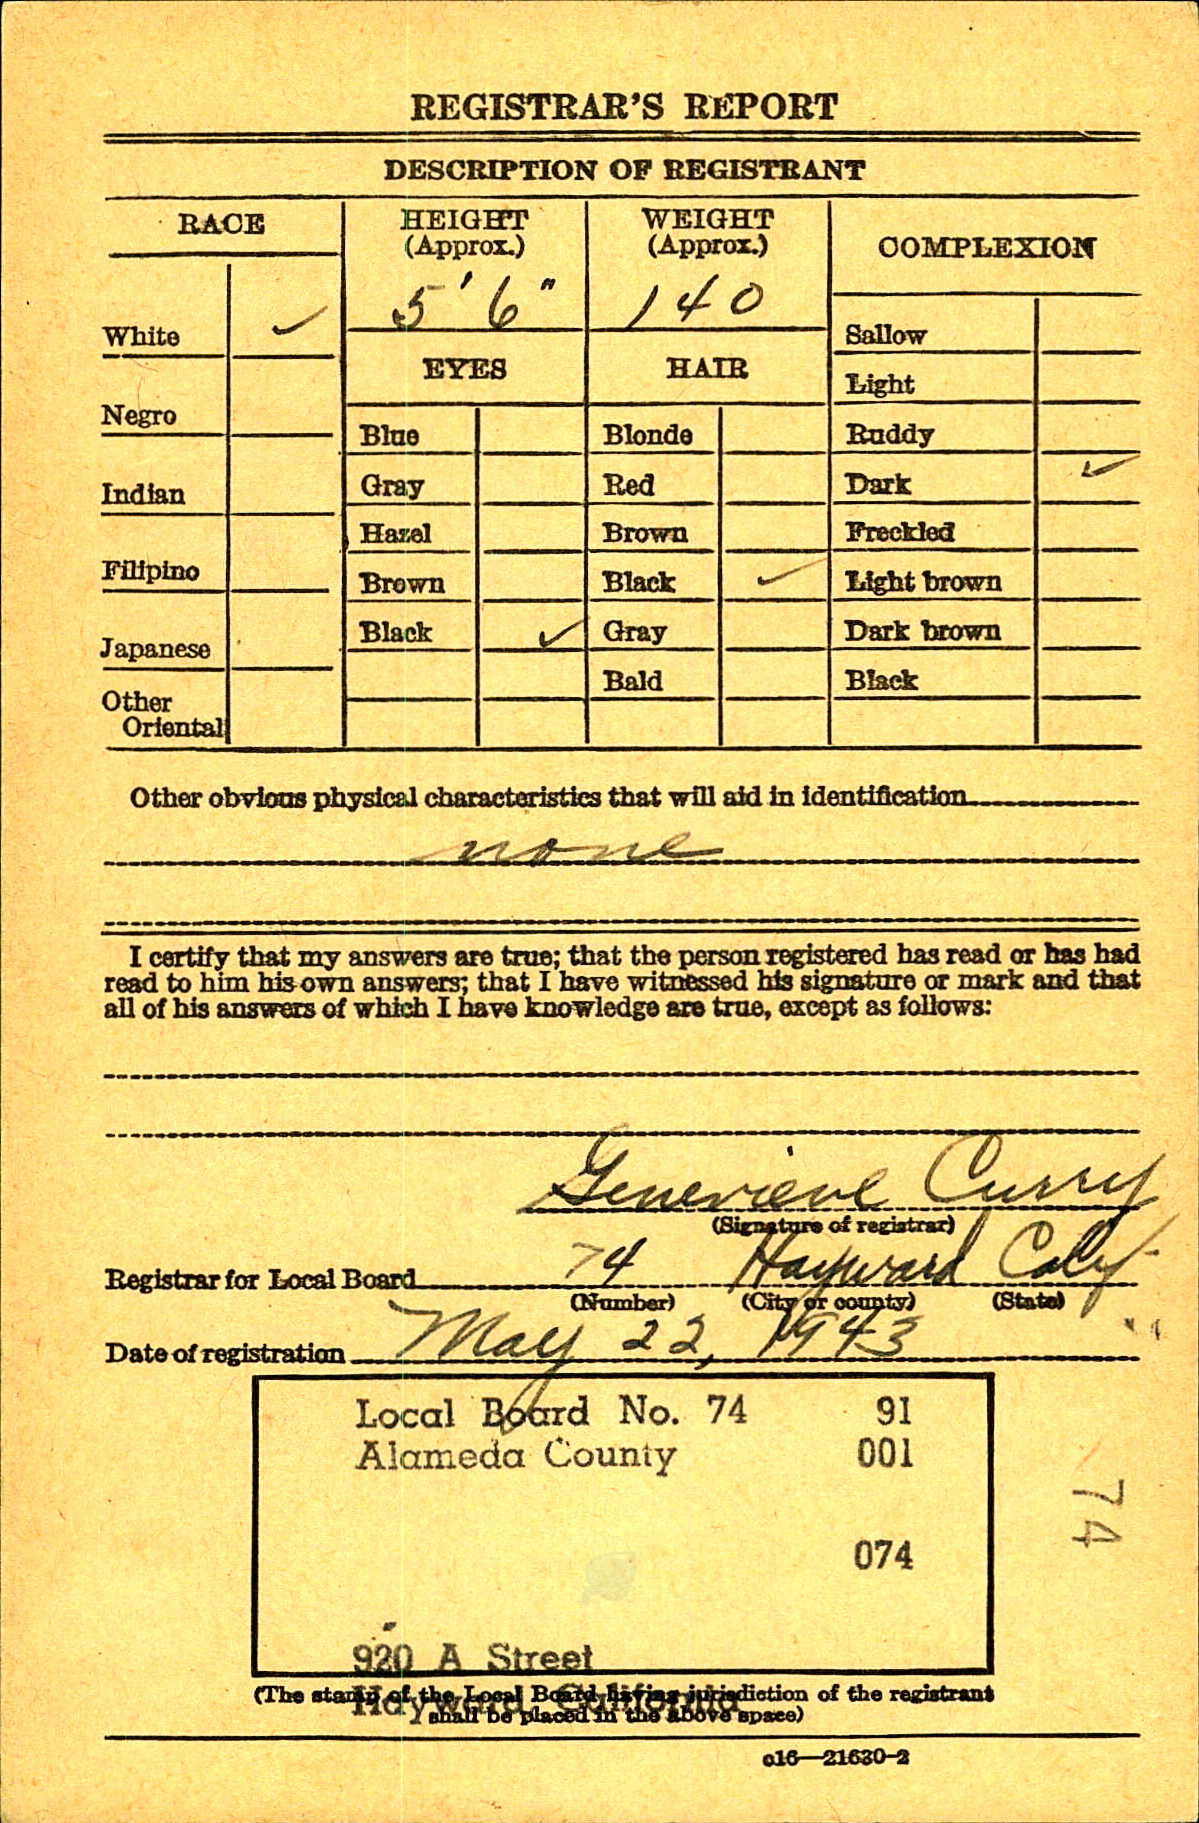 REGISTRAR'S REPORT
DESCRIPTION OF REGISTRANT
RACE
HEIGHT
(Approx.)
WEIGHT
(Approx.)
COMPLEXION
5' 6"
140
White ✓
Sallow
EYES
HAIR
Light
Negro
Blue
Blonde
Ruddy
Indian
Gray
Red
Dark ✓
Hazel
Brown
Freckled
Filipino
Brown
Black ✓
Light brown
Japanese
Black ✓
Gray
Dark brown
Bald
Black
Other
Oriental
Other obvious physical characteristics that will aid in identification
none
I certify that my answers are true; that the person registered has read or has had
read to him his own answers; that I have witnessed his signature or mark and that
all of his answers of which I have knowledge are true, except as follows:
Genevieve Curry
(Signature of registrar)
Registrar for Local Board 74 Hayward Calif.
(Number) (City or county) (State)
Date of registration May 22, 1943
Local Board No. 74 91
Alameda County 001
074
74
920 A Street
Hayward, California
(The stamp of the Local Board having jurisdiction of the registrant
shall be placed in the above space)
c16—21630-2